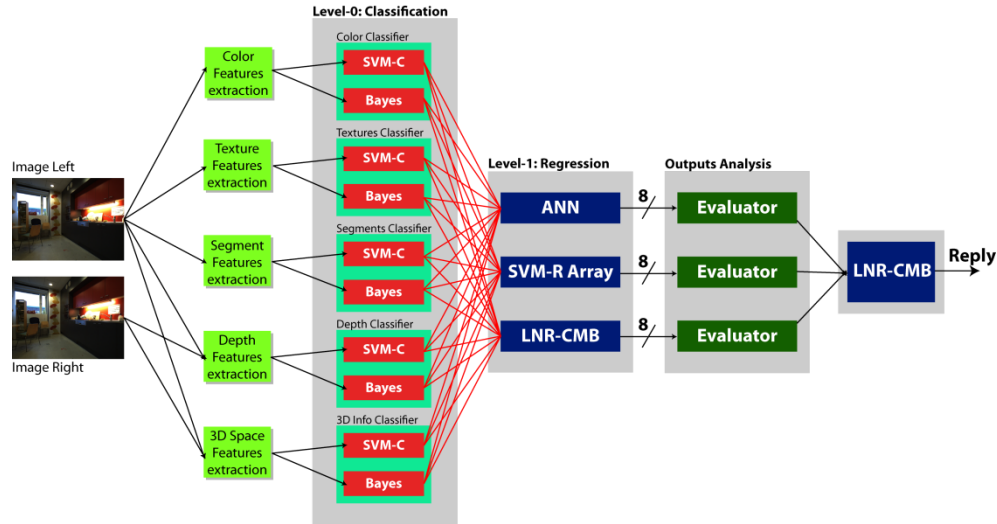 Level-0: Classification
Color Classifier
SVM-C
Bayes
Color
Features
extraction
Textures Classifier
SVM-C
Bayes
Texture
Features
extraction
Image Left
Segments Classifier
SVM-C
Bayes
Segment
Features
extraction
Depth Classifier
SVM-C
Bayes
Depth
Features
extraction
Image Right
3D Info Classifier
SVM-C
Bayes
3D Space
Features
extraction
Level-1: Regression
ANN
SVM-R Array
LNR-CMB
8
8
8
Outputs Analysis
Evaluator
Evaluator
Evaluator
LNR-CMB
Reply